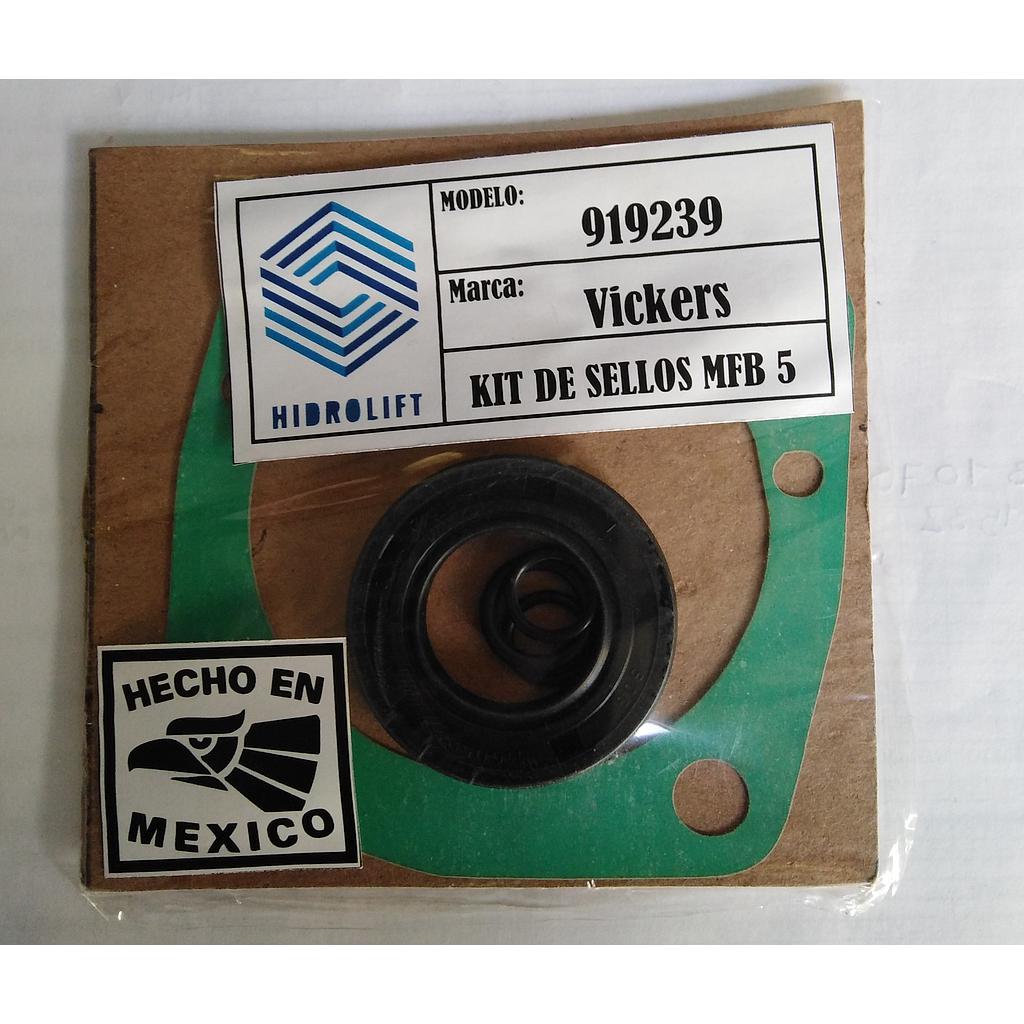 MODELO:
919239
Marca:
Vickers
KIT DE SELLOS MFB 5
HIDROLIFT
HECHO EN
MEXICO